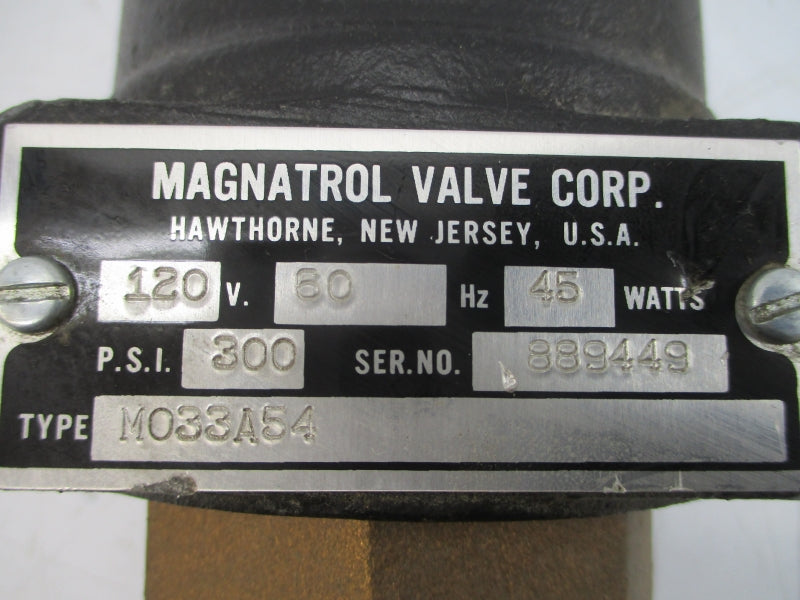 MAGNATROL VALVE CORP.
HAWTHORNE, NEW JERSEY, U.S.A.
120 V. 60 Hz 45 WATTS
P.S.I. 300 SER.NO. 889449
TYPE M033A54